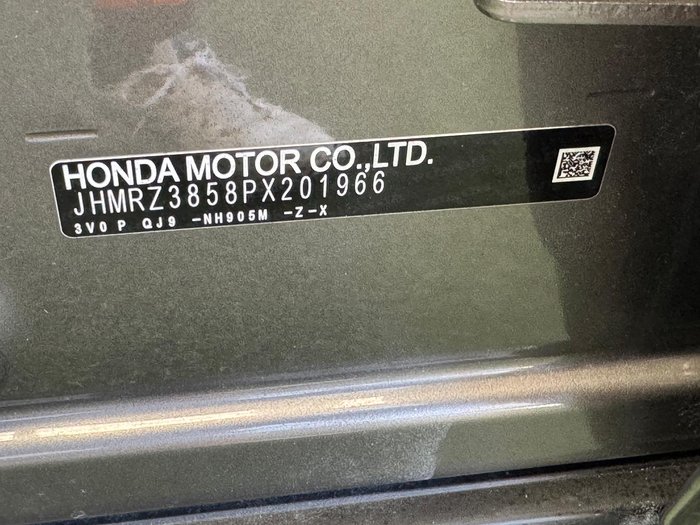 HONDA MOTOR CO.,LTD.
JHMRZ3858PX201966
3V0 P QJ9 -NH905M -Z-X